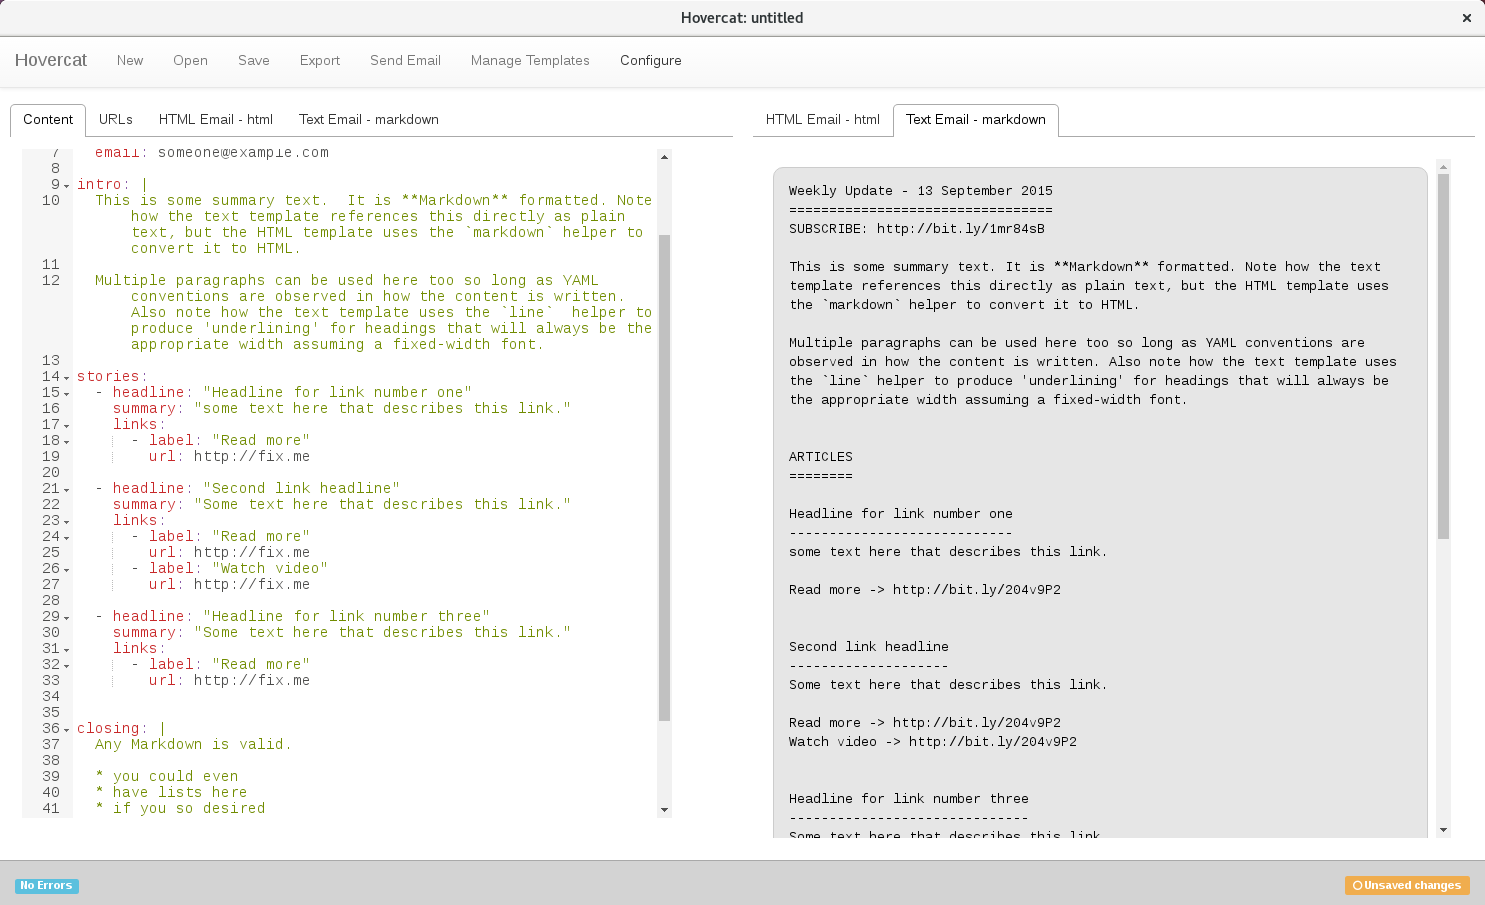 Hovercat: untitled
Hovercat New Open Save Export Send Email Manage Templates Configure
Content URLs HTML Email - html Text Email - markdown
7 email: someone@example.com
8
9 intro: |
10 This is some summary text.  It is **Markdown** formatted. Note
how the text template references this directly as plain
text, but the HTML template uses the `markdown` helper to
convert it to HTML.
11
12 Multiple paragraphs can be used here too so long as YAML
conventions are observed in how the content is written.
Also note how the text template uses the `line`  helper to
produce 'underlining' for headings that will always be the
appropriate width assuming a fixed-width font.
13
14 stories:
15 - headline: "Headline for link number one"
16 summary: "some text here that describes this link."
17 links:
18 - label: "Read more"
19 url: http://fix.me
20
21 - headline: "Second link headline"
22 summary: "Some text here that describes this link."
23 links:
24 - label: "Read more"
25 url: http://fix.me
26 - label: "Watch video"
27 url: http://fix.me
28
29 - headline: "Headline for link number three"
30 summary: "Some text here that describes this link."
31 links:
32 - label: "Read more"
33 url: http://fix.me
34
35
36 closing: |
37 Any Markdown is valid.
38
39 * you could even
40 * have lists here
41 * if you so desired
HTML Email - html Text Email - markdown
Weekly Update - 13 September 2015
=================================
SUBSCRIBE: http://bit.ly/1mr84sB
This is some summary text. It is **Markdown** formatted. Note how the text
template references this directly as plain text, but the HTML template uses
the `markdown` helper to convert it to HTML.
Multiple paragraphs can be used here too so long as YAML conventions are
observed in how the content is written. Also note how the text template uses
the `line` helper to produce 'underlining' for headings that will always be
the appropriate width assuming a fixed-width font.
ARTICLES
========
Headline for link number one
----------------------------
some text here that describes this link.
Read more -> http://bit.ly/204v9P2
Second link headline
--------------------
Some text here that describes this link.
Read more -> http://bit.ly/204v9P2
Watch video -> http://bit.ly/204v9P2
Headline for link number three
------------------------------
Some text here that describes this link.
No Errors
Unsaved changes